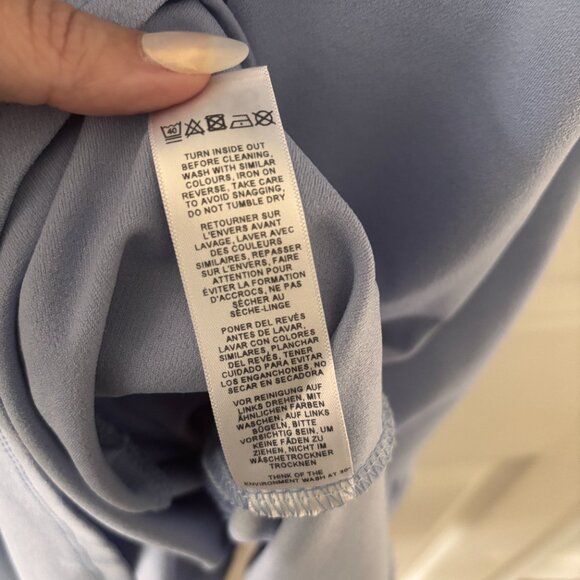 40
TURN INSIDE OUT
BEFORE CLEANING,
WASH WITH SIMILAR
COLOURS, IRON ON
REVERSE, TAKE CARE
TO AVOID SNAGGING,
DO NOT TUMBLE DRY
RETOURNER SUR
L'ENVERS AVANT
LAVAGE, LAVER AVEC
DES COULEURS
SIMILAIRES, REPASSER
SUR L'ENVERS, FAIRE
ATTENTION POUR
ÉVITER LA FORMATION
D'ACCROCS, NE PAS
SÉCHER AU
SÈCHE-LINGE
PONER DEL REVÉS
ANTES DE LAVAR,
LAVAR CON COLORES
SIMILARES, PLANCHAR
DEL REVÉS, TENER
CUIDADO PARA EVITAR
LOS ENGANCHONES, NO
SECAR EN SECADORA
VOR REINIGUNG AUF
LINKS DREHEN, MIT
ÄHNLICHEN FARBEN
WASCHEN, AUF LINKS
BÜGELN, BITTE
VORSICHTIG SEIN, UM
KEINE FÄDEN ZU
ZIEHEN, NICHT IM
WÄSCHETROCKNER
TROCKNEN
THINK OF THE
ENVIRONMENT WASH AT